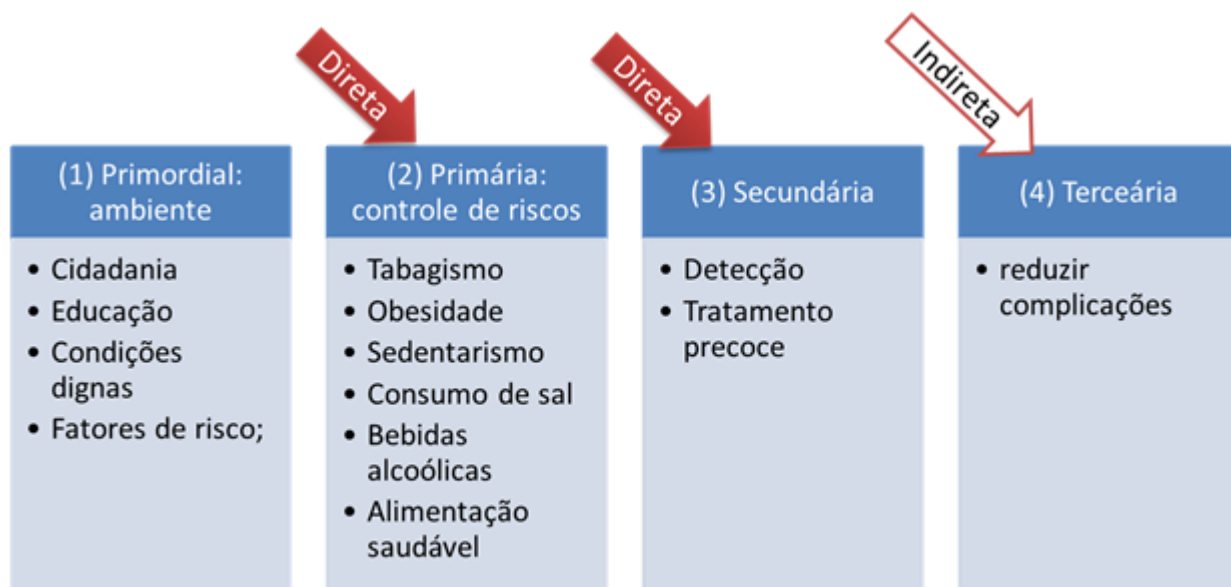 Direta
Direta
Indireta
(1) Primordial:
ambiente
• Cidadania
• Educação
• Condições
dignas
• Fatores de risco;
(2) Primária:
controle de riscos
• Tabagismo
• Obesidade
• Sedentarismo
• Consumo de sal
• Bebidas
alcoólicas
• Alimentação
saudável
(3) Secundária
• Detecção
• Tratamento
precoce
(4) Terceária
• reduzir
complicações